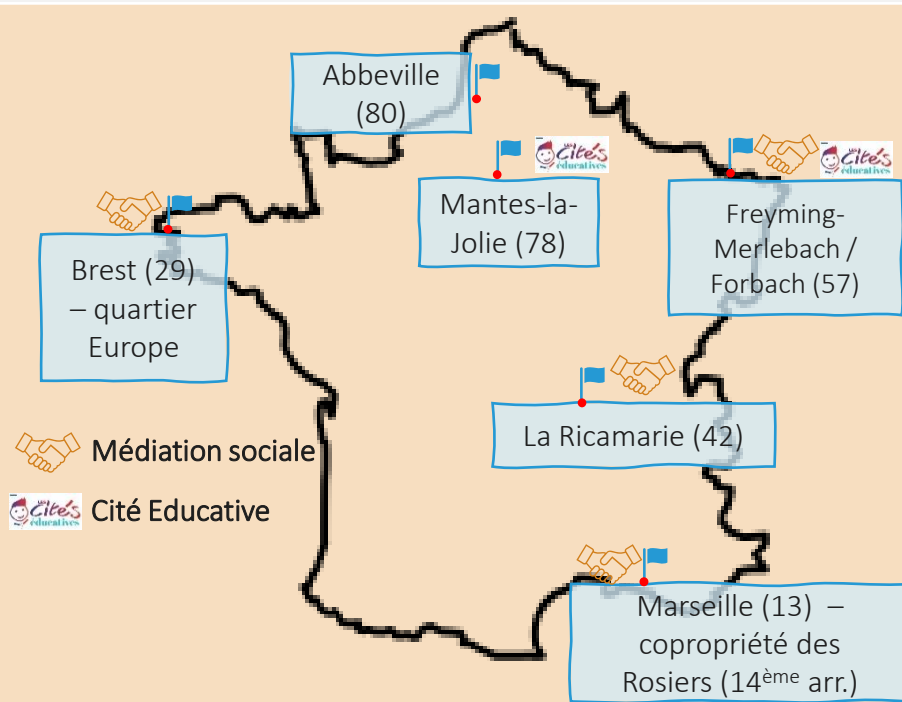 Abbeville
(80)
Cités
éducatives
Mantes-la-
Jolie (78)
Cités
éducatives
Freyming-
Merlebach /
Forbach (57)
Brest (29)
– quartier
Europe
La Ricamarie (42)
Médiation sociale
LES
Cités
éducatives
Cité Educative
Marseille (13) –
copropriété des
Rosiers (14ème arr.)